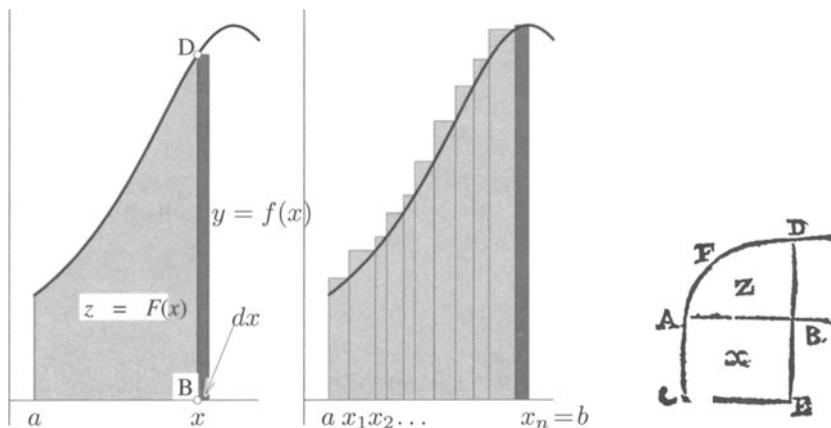 D
y = f(x)
z = F(x)
dx
B
a x
a x₁x₂... xₙ=b
D
F
Z
A
B.
x
C
E